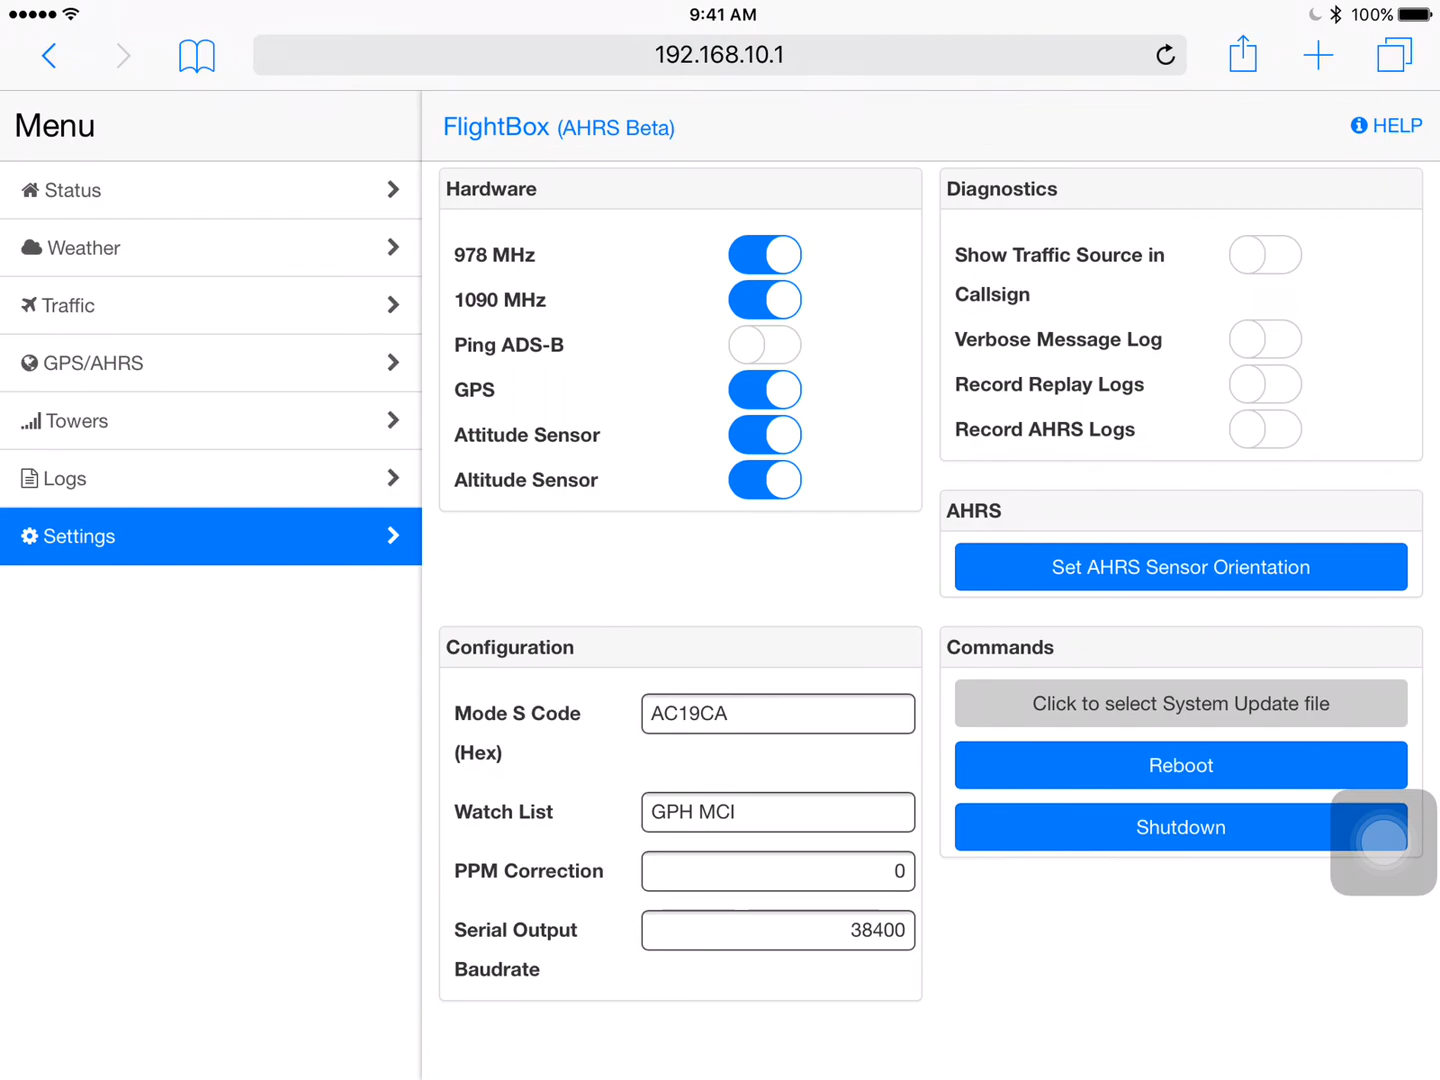 9:41 AM
100%
192.168.10.1
Menu
FlightBox (AHRS Beta)
HELP
Status
Weather
Traffic
GPS/AHRS
Towers
Logs
Settings
Hardware
978 MHz
1090 MHz
Ping ADS-B
GPS
Attitude Sensor
Altitude Sensor
Diagnostics
Show Traffic Source in
Callsign
Verbose Message Log
Record Replay Logs
Record AHRS Logs
AHRS
Set AHRS Sensor Orientation
Configuration
Mode S Code
(Hex)
AC19CA
Watch List
GPH MCI
PPM Correction
0
Serial Output
Baudrate
38400
Commands
Click to select System Update file
Reboot
Shutdown